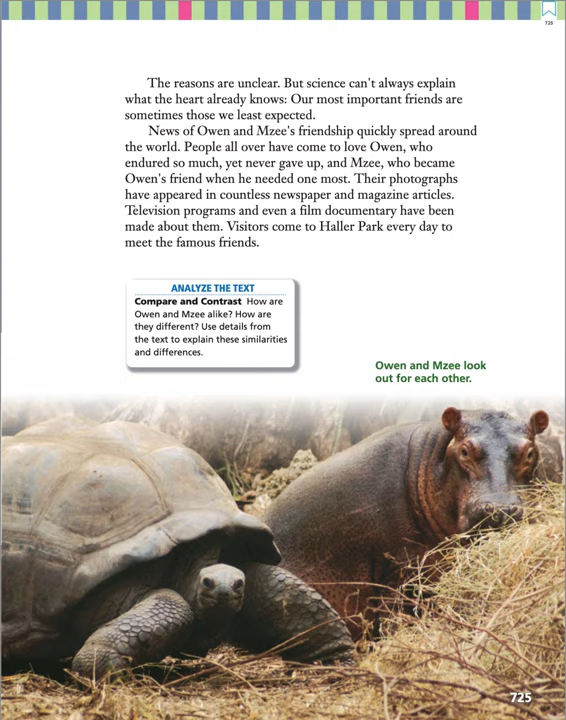 725
The reasons are unclear. But science can't always explain
what the heart already knows: Our most important friends are
sometimes those we least expected.
News of Owen and Mzee's friendship quickly spread around
the world. People all over have come to love Owen, who
endured so much, yet never gave up, and Mzee, who became
Owen's friend when he needed one most. Their photographs
have appeared in countless newspaper and magazine articles.
Television programs and even a film documentary have been
made about them. Visitors come to Haller Park every day to
meet the famous friends.
ANALYZE THE TEXT
Compare and Contrast How are
Owen and Mzee alike? How are
they different? Use details from
the text to explain these similarities
and differences.
Owen and Mzee look
out for each other.
725